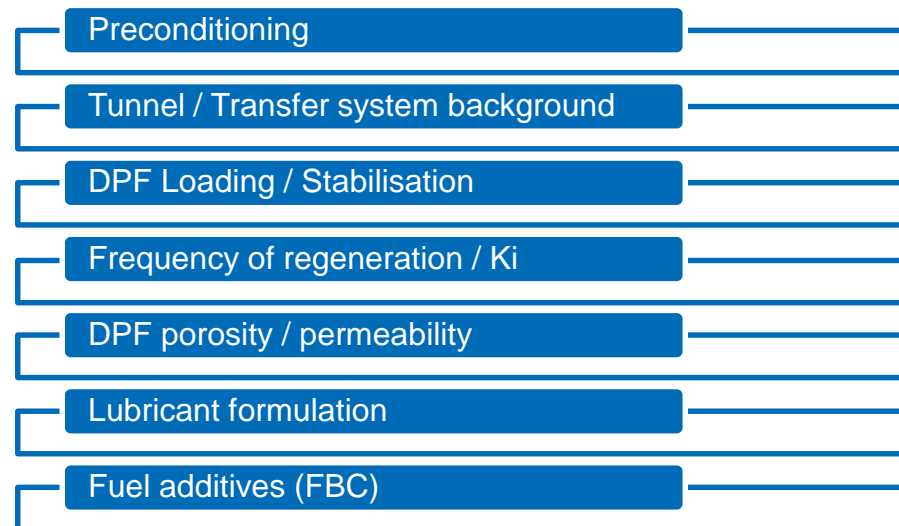 Preconditioning
Tunnel / Transfer system background
DPF Loading / Stabilisation
Frequency of regeneration / Ki
DPF porosity / permeability
Lubricant formulation
Fuel additives (FBC)